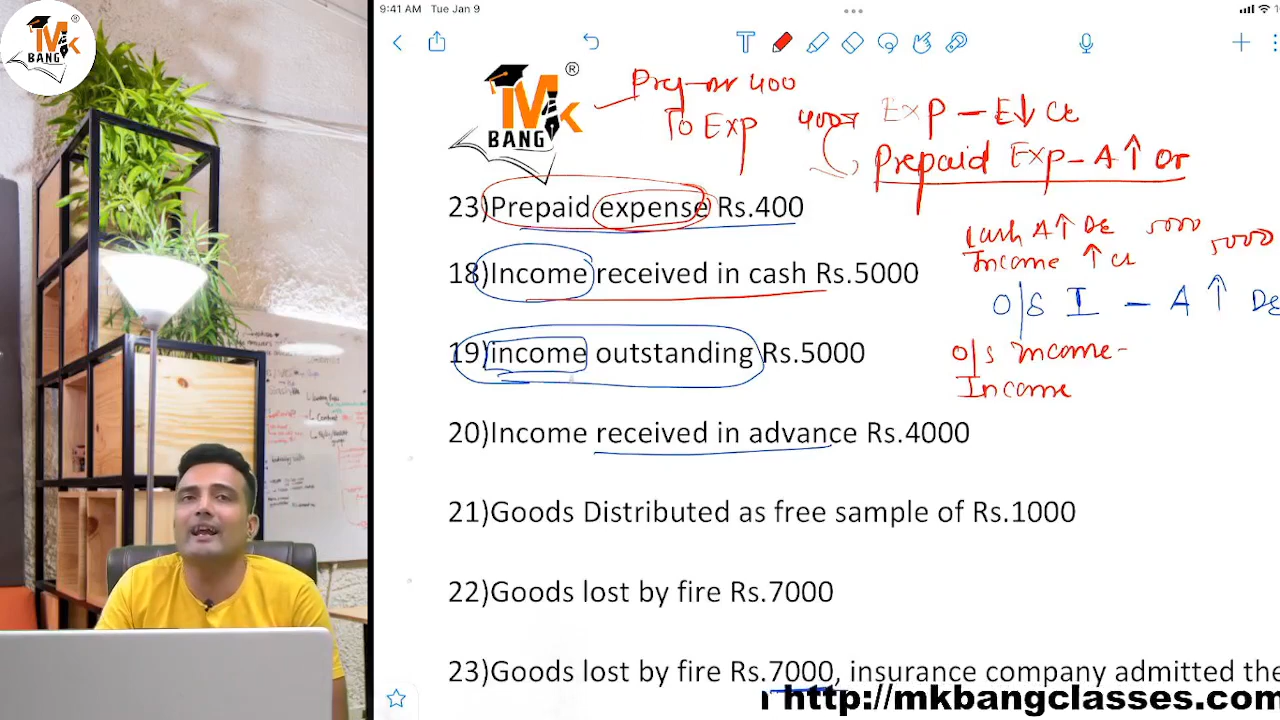 9:41 AM Tue Jan 9
MK
BANG
MK
BANG
®
400
To Exp
400
Exp - E↓ Cr
Prepaid Exp - A↑ Dr
23)Prepaid expense Rs.400
Cash A↑ De 5000
Income ↑ Cr 5000
18)Income received in cash Rs.5000
O/S I - A↑ De
19)income outstanding Rs.5000
O/s income-
Income
20)Income received in advance Rs.4000
21)Goods Distributed as free sample of Rs.1000
22)Goods lost by fire Rs.7000
23)Goods lost by fire Rs.7000, insurance company admitted the
http://mkbangclasses.com